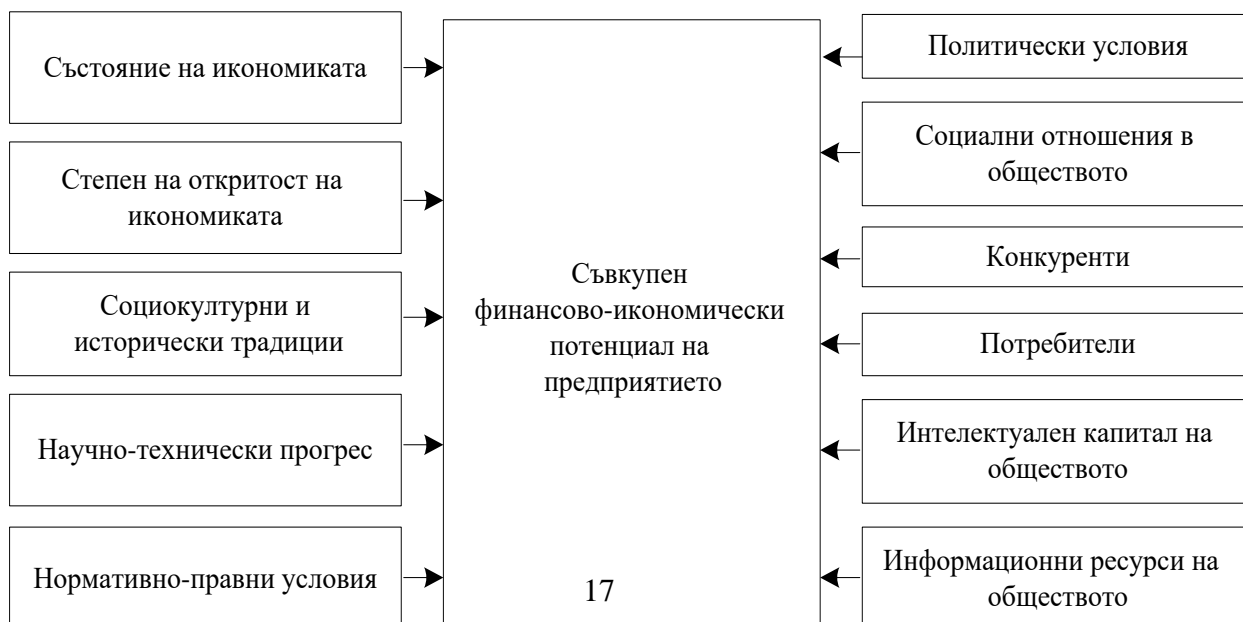 Състояние на икономиката
Степен на откритост на
икономиката
Социокултурни и
исторически традиции
Научно-технически прогрес
Нормативно-правни условия
Съвкупен
финансово-икономически
потенциал на
предприятието
17
Политически условия
Социални отношения в
обществото
Конкуренти
Потребители
Интелектуален капитал на
обществото
Информационни ресурси на
обществото